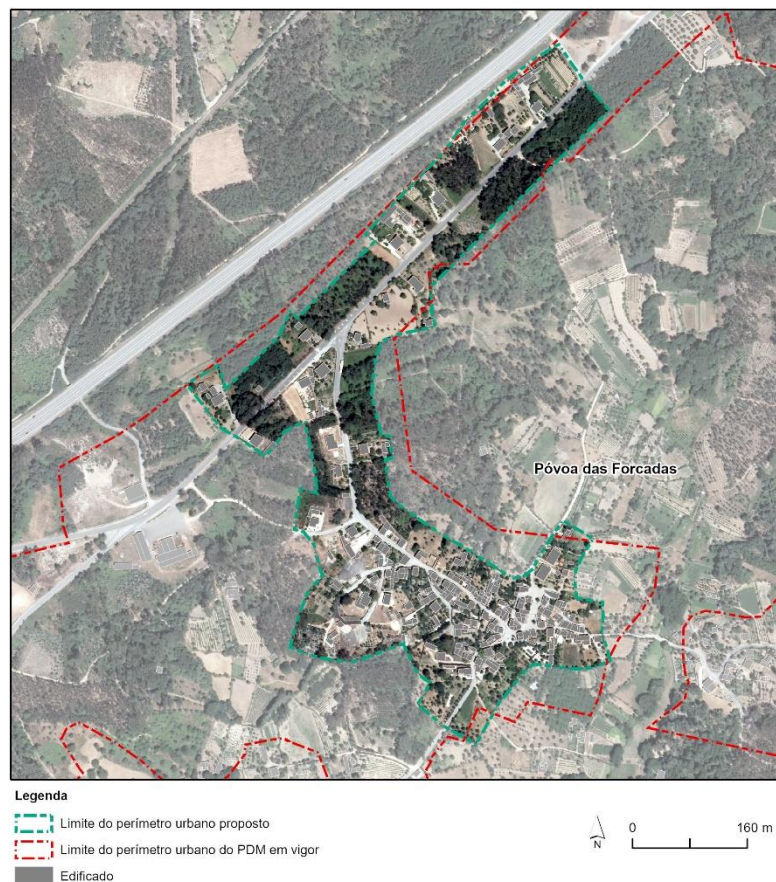 Póvoa das Forcadas
Legenda
Limite do perímetro urbano proposto
Limite do perímetro urbano do PDM em vigor
Edificado
N
0 160 m